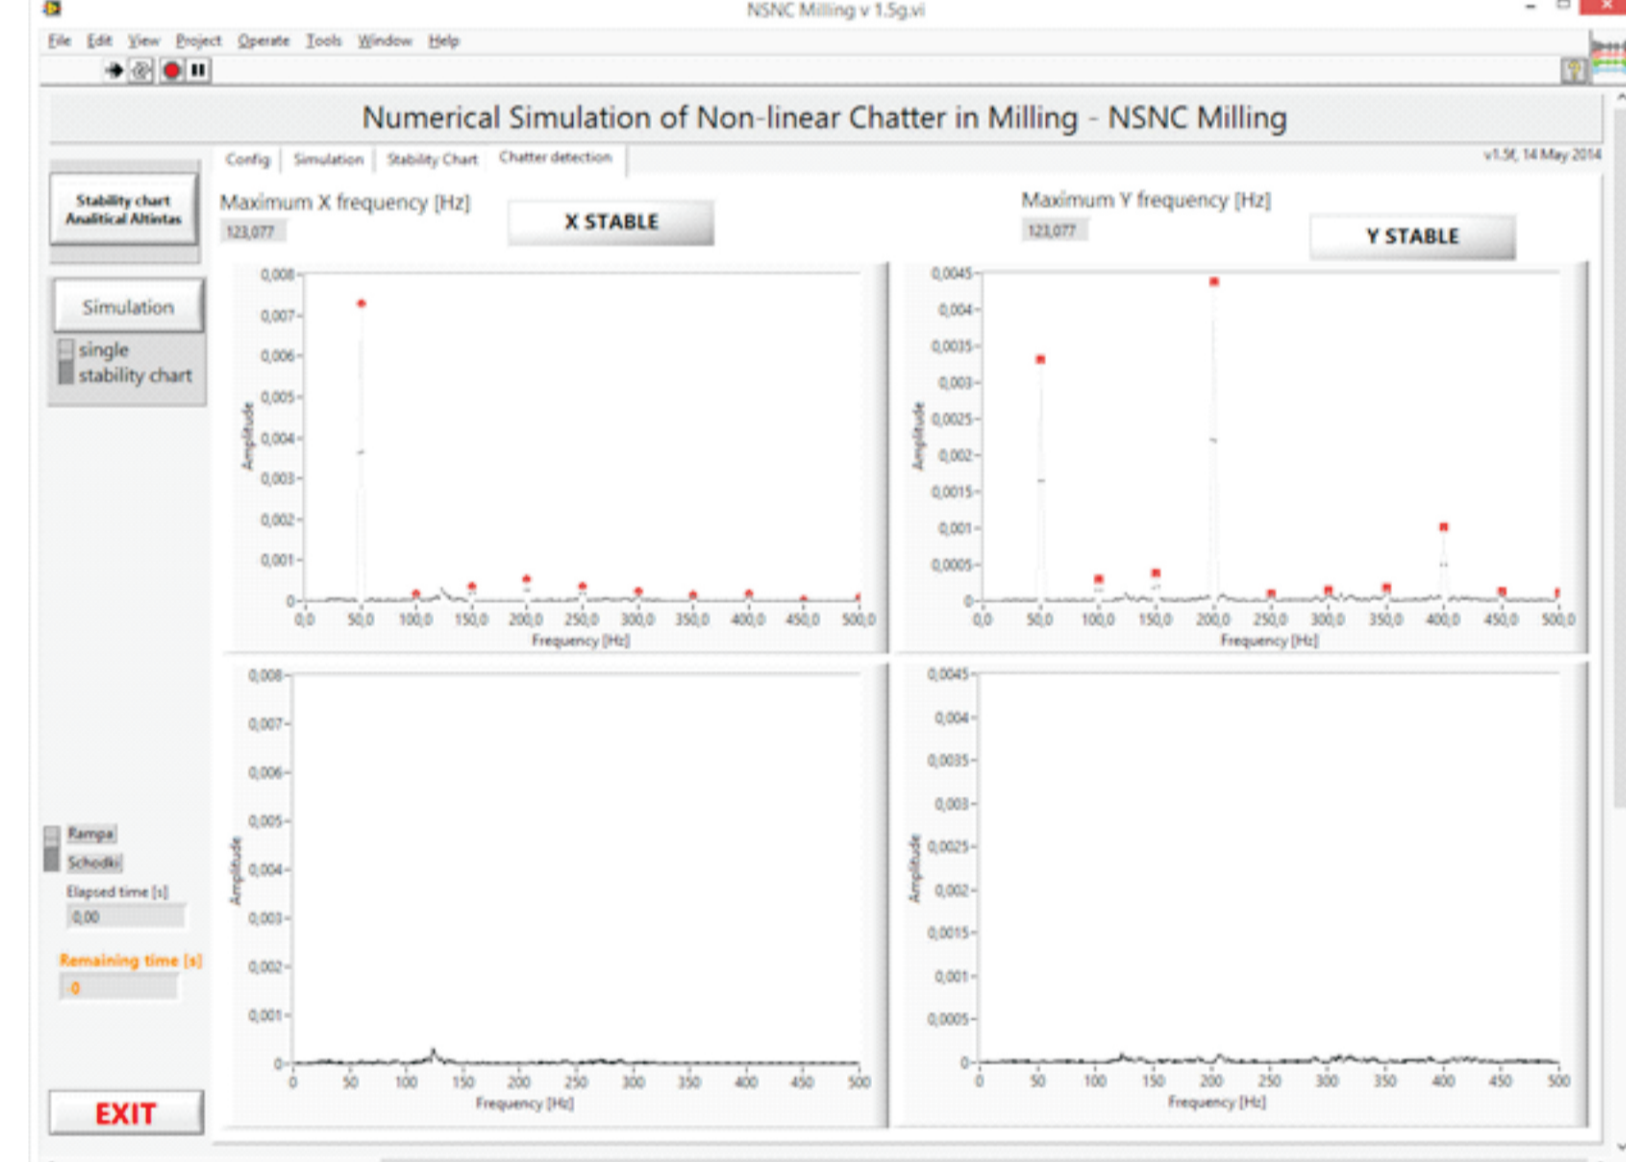 NSNC Milling v 1.5g.vi
File Edit View Project Operate Tools Window Help
Numerical Simulation of Non-linear Chatter in Milling - NSNC Milling
Config Simulation Stability Chart Chatter detection
v1.5f, 14 May 2014
Stability chart
Analitical Altintas
Simulation
single
stability chart
Maximum X frequency [Hz]
123,077
X STABLE
Maximum Y frequency [Hz]
123,077
Y STABLE
0,008
0,007
0,006
0,005
0,004
0,003
0,002
0,001
0
Amplitude
0,0 50,0 100,0 150,0 200,0 250,0 300,0 350,0 400,0 450,0 500,0
Frequency [Hz]
0,0045
0,004
0,0035
0,003
0,0025
0,002
0,0015
0,001
0,0005
0
Amplitude
0,0 50,0 100,0 150,0 200,0 250,0 300,0 350,0 400,0 450,0 500,0
Frequency [Hz]
0,008
0,007
0,006
0,005
0,004
0,003
0,002
0,001
0
Amplitude
0 50 100 150 200 250 300 350 400 450 500
Frequency [Hz]
0,0045
0,004
0,0035
0,003
0,0025
0,002
0,0015
0,001
0,0005
0
Amplitude
0 50 100 150 200 250 300 350 400 450 500
Frequency [Hz]
Rampa
Schodki
Elapsed time [s]
0,00
Remaining time [s]
-0
EXIT